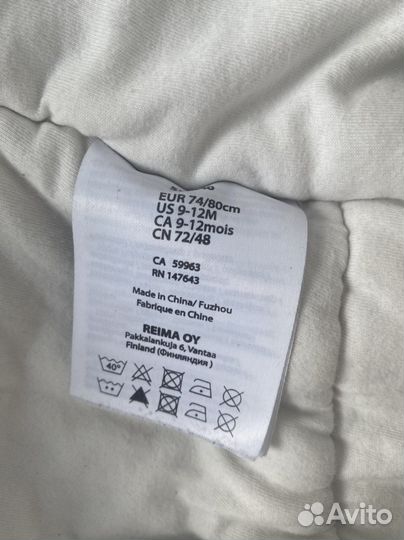 EUR 74/80cm
US 9-12M
CA 9-12mois
CN 72/48
CA 59963
RN 147643
Made in China/ Fuzhou
Fabrique en Chine
REIMA OY
Pakkalankuja 6, Vantaa
Finland (Финляндия )
40°
Avito